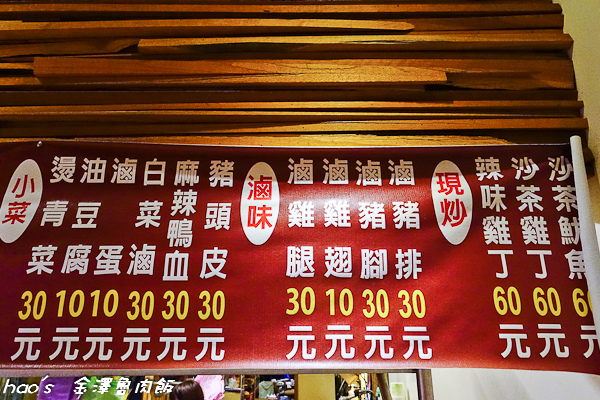 小菜
燙青菜 30元
油豆腐 10元
滷蛋 10元
白菜滷 30元
麻辣鴨血 30元
豬頭皮 30元
滷味
滷雞腿 30元
滷雞翅 10元
滷豬腳 30元
滷豬排 30元
現炒
辣味雞丁 60元
沙茶雞丁 60元
沙茶魷魚 6 元
hao's 金澤魯肉飯